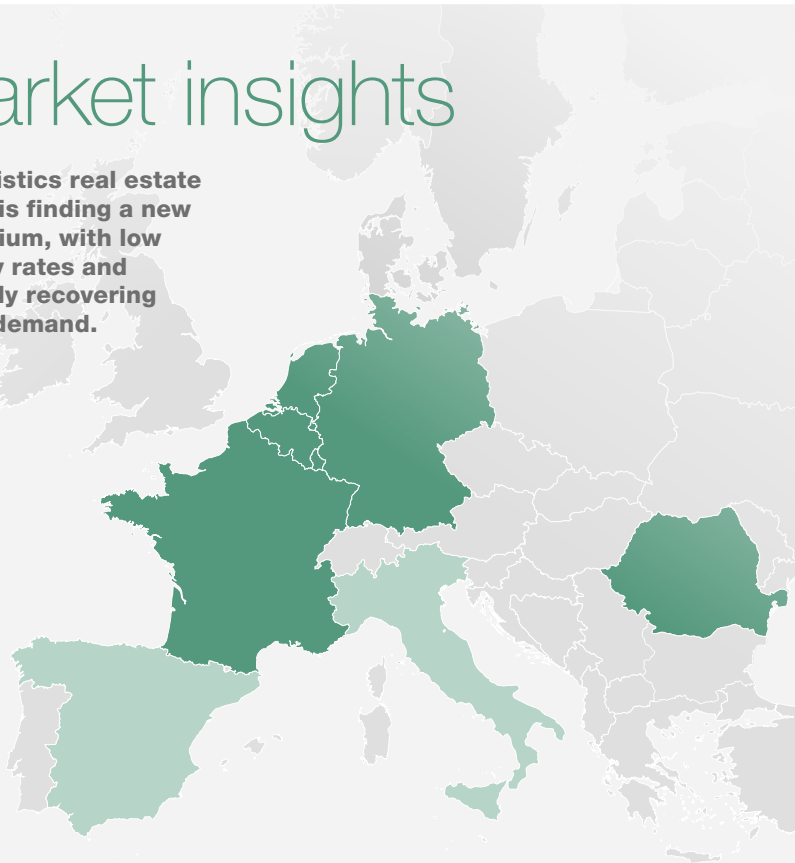 arket insights
istics real estate
is finding a new
ium, with low
y rates and
ly recovering
demand.